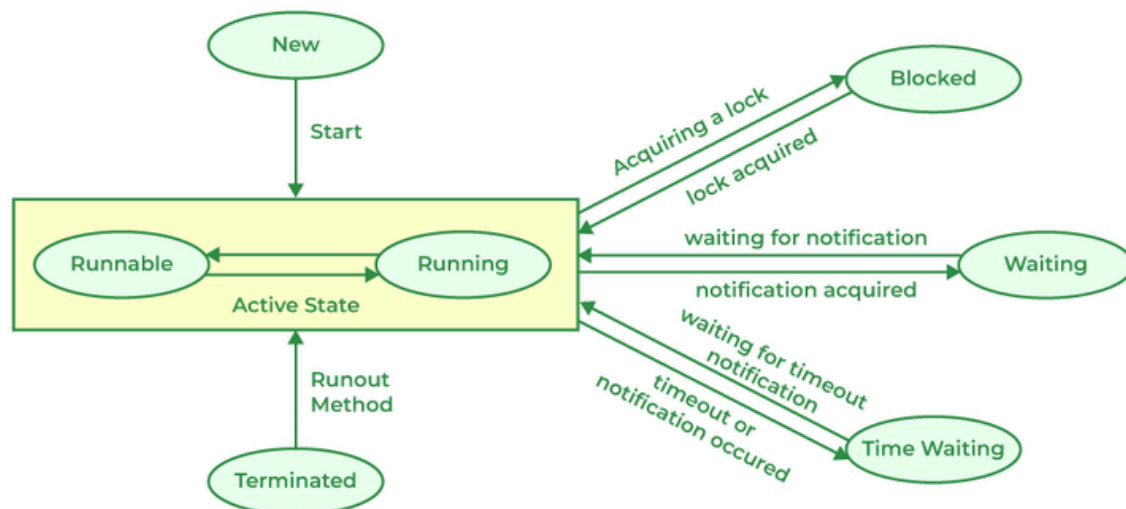 New
Start
Acquiring a lock
Blocked
lock acquired
Runnable
Running
Active State
waiting for notification
Waiting
notification acquired
waiting for timeout
notification
timeout or
notification occured
Time Waiting
Runout
Method
Terminated